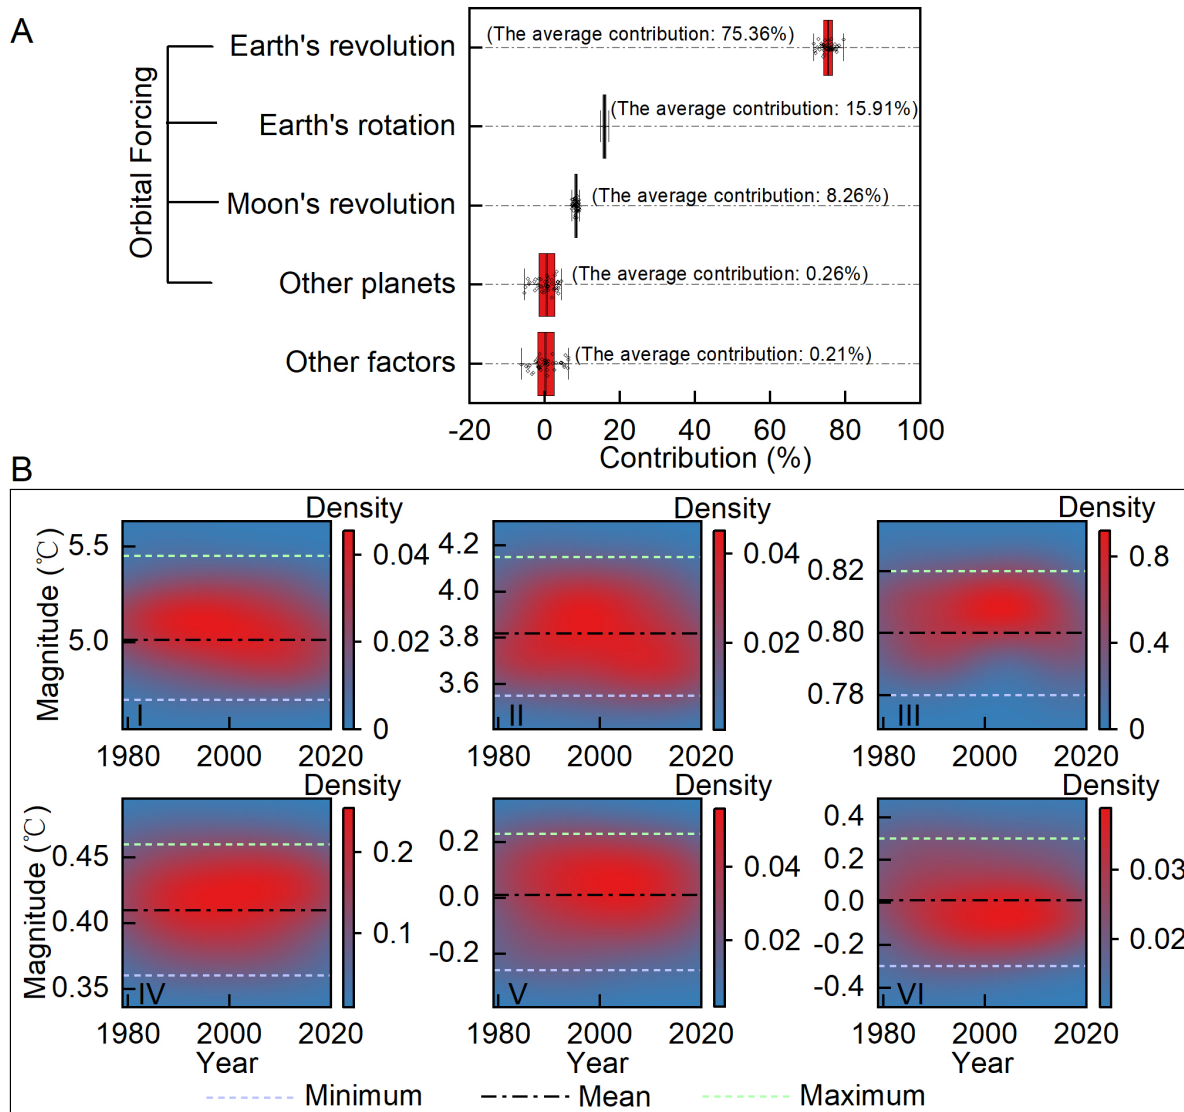 A
Orbital Forcing
Earth's revolution
(The average contribution: 75.36%)
Earth's rotation
(The average contribution: 15.91%)
Moon's revolution
(The average contribution: 8.26%)
Other planets
(The average contribution: 0.26%)
Other factors
(The average contribution: 0.21%)
-20 0 20 40 60 80 100
Contribution (%)
B
Magnitude (℃)
Density
5.5
5.0
0.04
0.02
0
I
1980 2000 2020
Density
4.2
4.0
3.8
3.6
0.04
0.02
II
1980 2000 2020
Density
0.82
0.80
0.78
0.8
0.4
0
III
1980 2000 2020
Magnitude (℃)
Density
0.45
0.40
0.35
0.2
0.1
IV
1980 2000 2020
Year
Density
0.2
0.0
-0.2
0.04
0.02
V
1980 2000 2020
Year
Density
0.4
0.2
0.0
-0.2
-0.4
0.03
0.02
VI
1980 2000 2020
Year
Minimum
Mean
Maximum